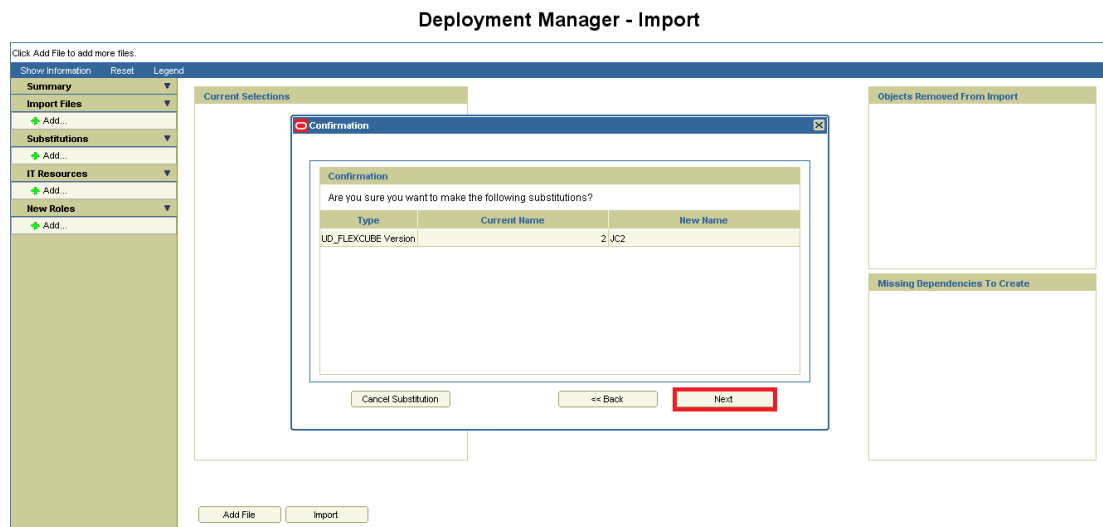 Deployment Manager - Import
Click Add File to add more files.
Show Information Reset Legend
Summary
Import Files
Add...
Substitutions
Add...
IT Resources
Add...
New Roles
Add...
Current Selections
Confirmation
Confirmation
Are you sure you want to make the following substitutions?
Type Current Name New Name
UD_FLEXCUBE Version 2 JC2
Cancel Substitution << Back Next
Objects Removed From Import
Missing Dependencies To Create
Add File Import